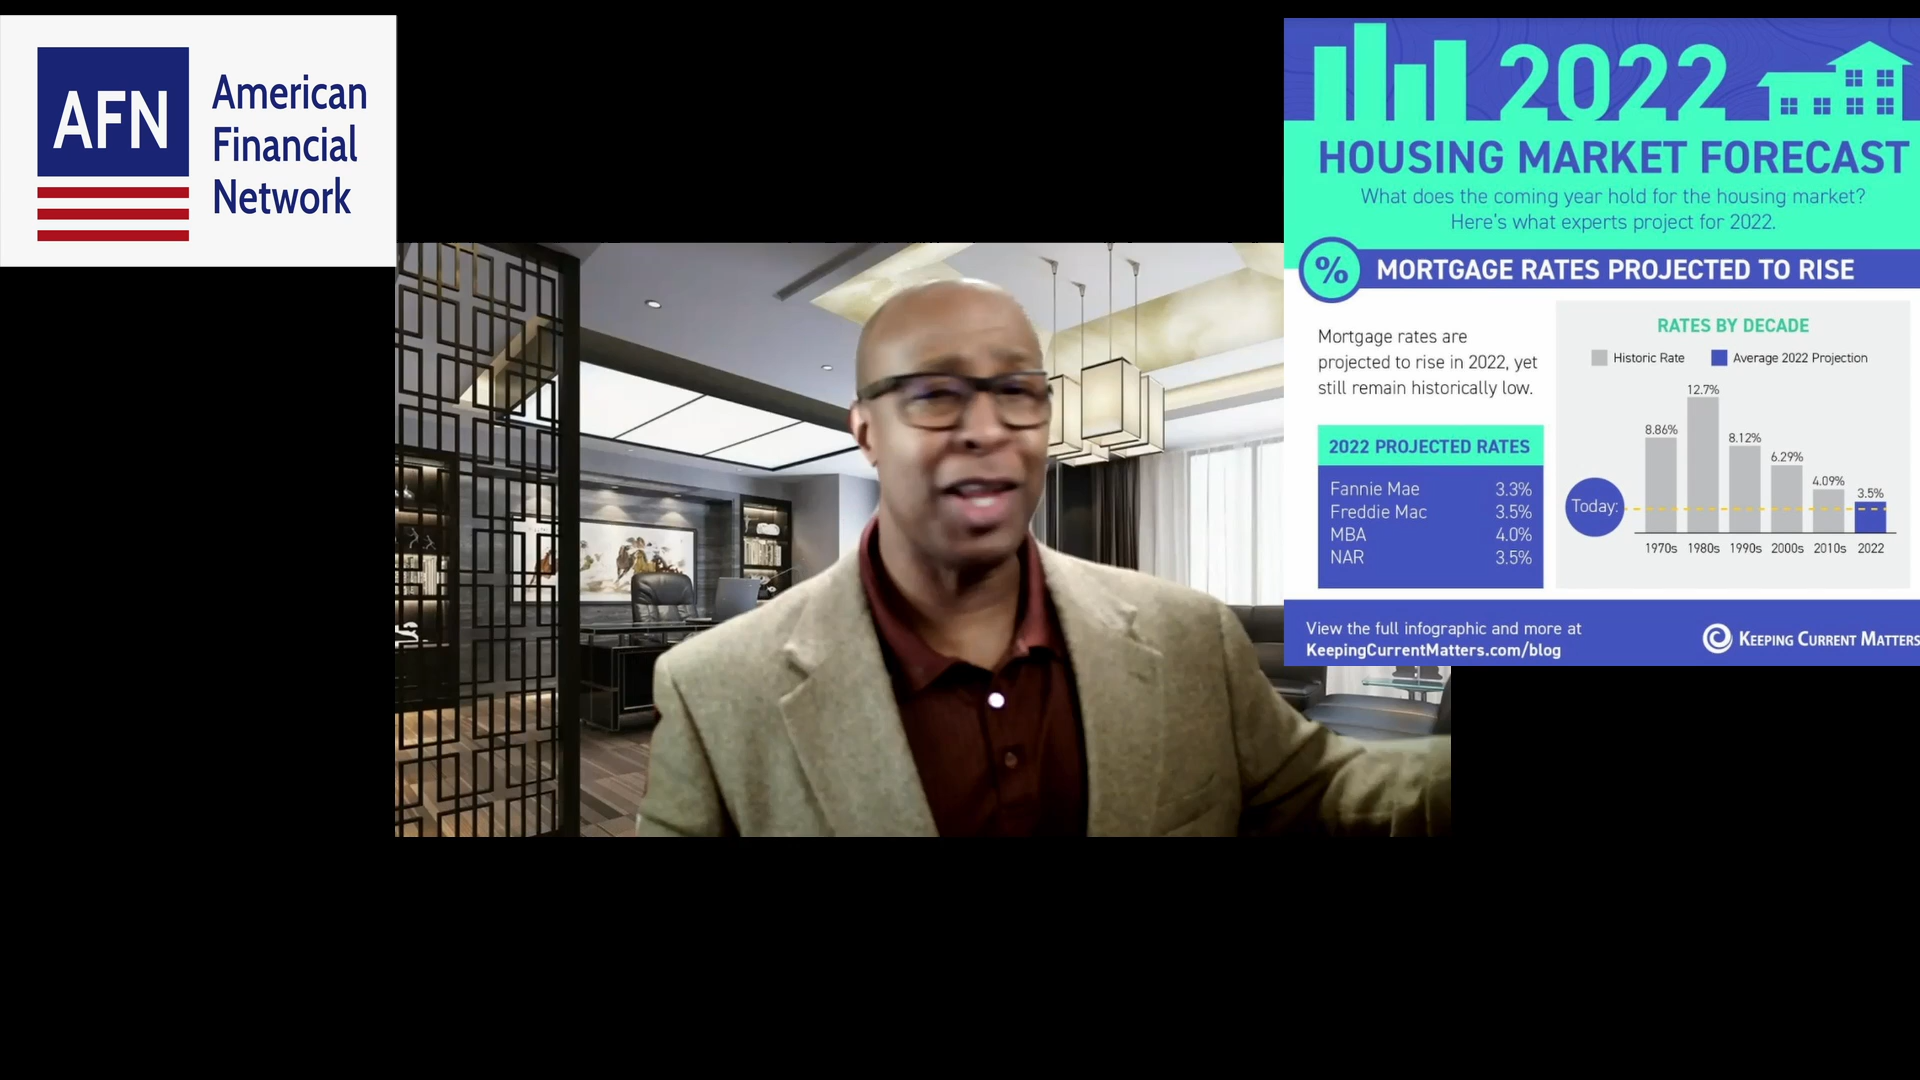 AFN
American
Financial
Network
2022
HOUSING MARKET FORECAST
What does the coming year hold for the housing market?
Here's what experts project for 2022.
% MORTGAGE RATES PROJECTED TO RISE
Mortgage rates are
projected to rise in 2022, yet
still remain historically low.
2022 PROJECTED RATES
Fannie Mae 3.3%
Freddie Mac 3.5%
MBA 4.0%
NAR 3.5%
RATES BY DECADE
Historic Rate Average 2022 Projection
8.86% 12.7% 8.12% 6.29% 4.09% 3.5%
Today:
1970s 1980s 1990s 2000s 2010s 2022
View the full infographic and more at
KeepingCurrentMatters.com/blog
KEEPING CURRENT MATTERS